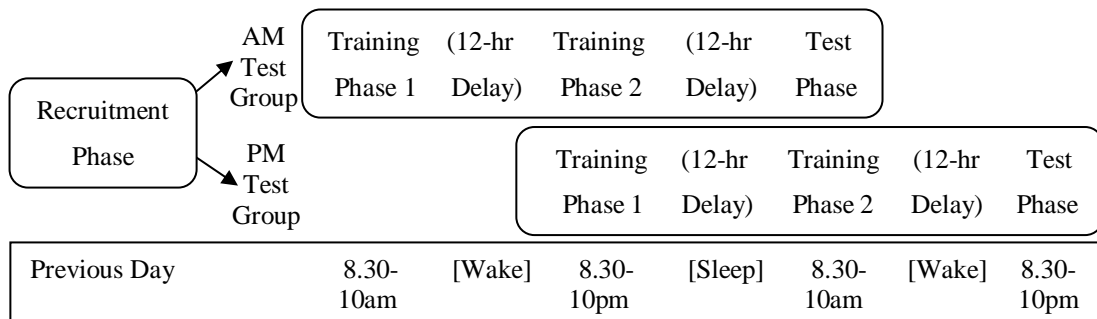 AM
Test
Group
Training (12-hr Training (12-hr Test
Phase 1 Delay) Phase 2 Delay) Phase
Recruitment
Phase
PM
Test
Group
Training (12-hr Training (12-hr Test
Phase 1 Delay) Phase 2 Delay) Phase
Previous Day 8.30- [Wake] 8.30- [Sleep] 8.30- [Wake] 8.30-
10am 10pm 10am 10pm